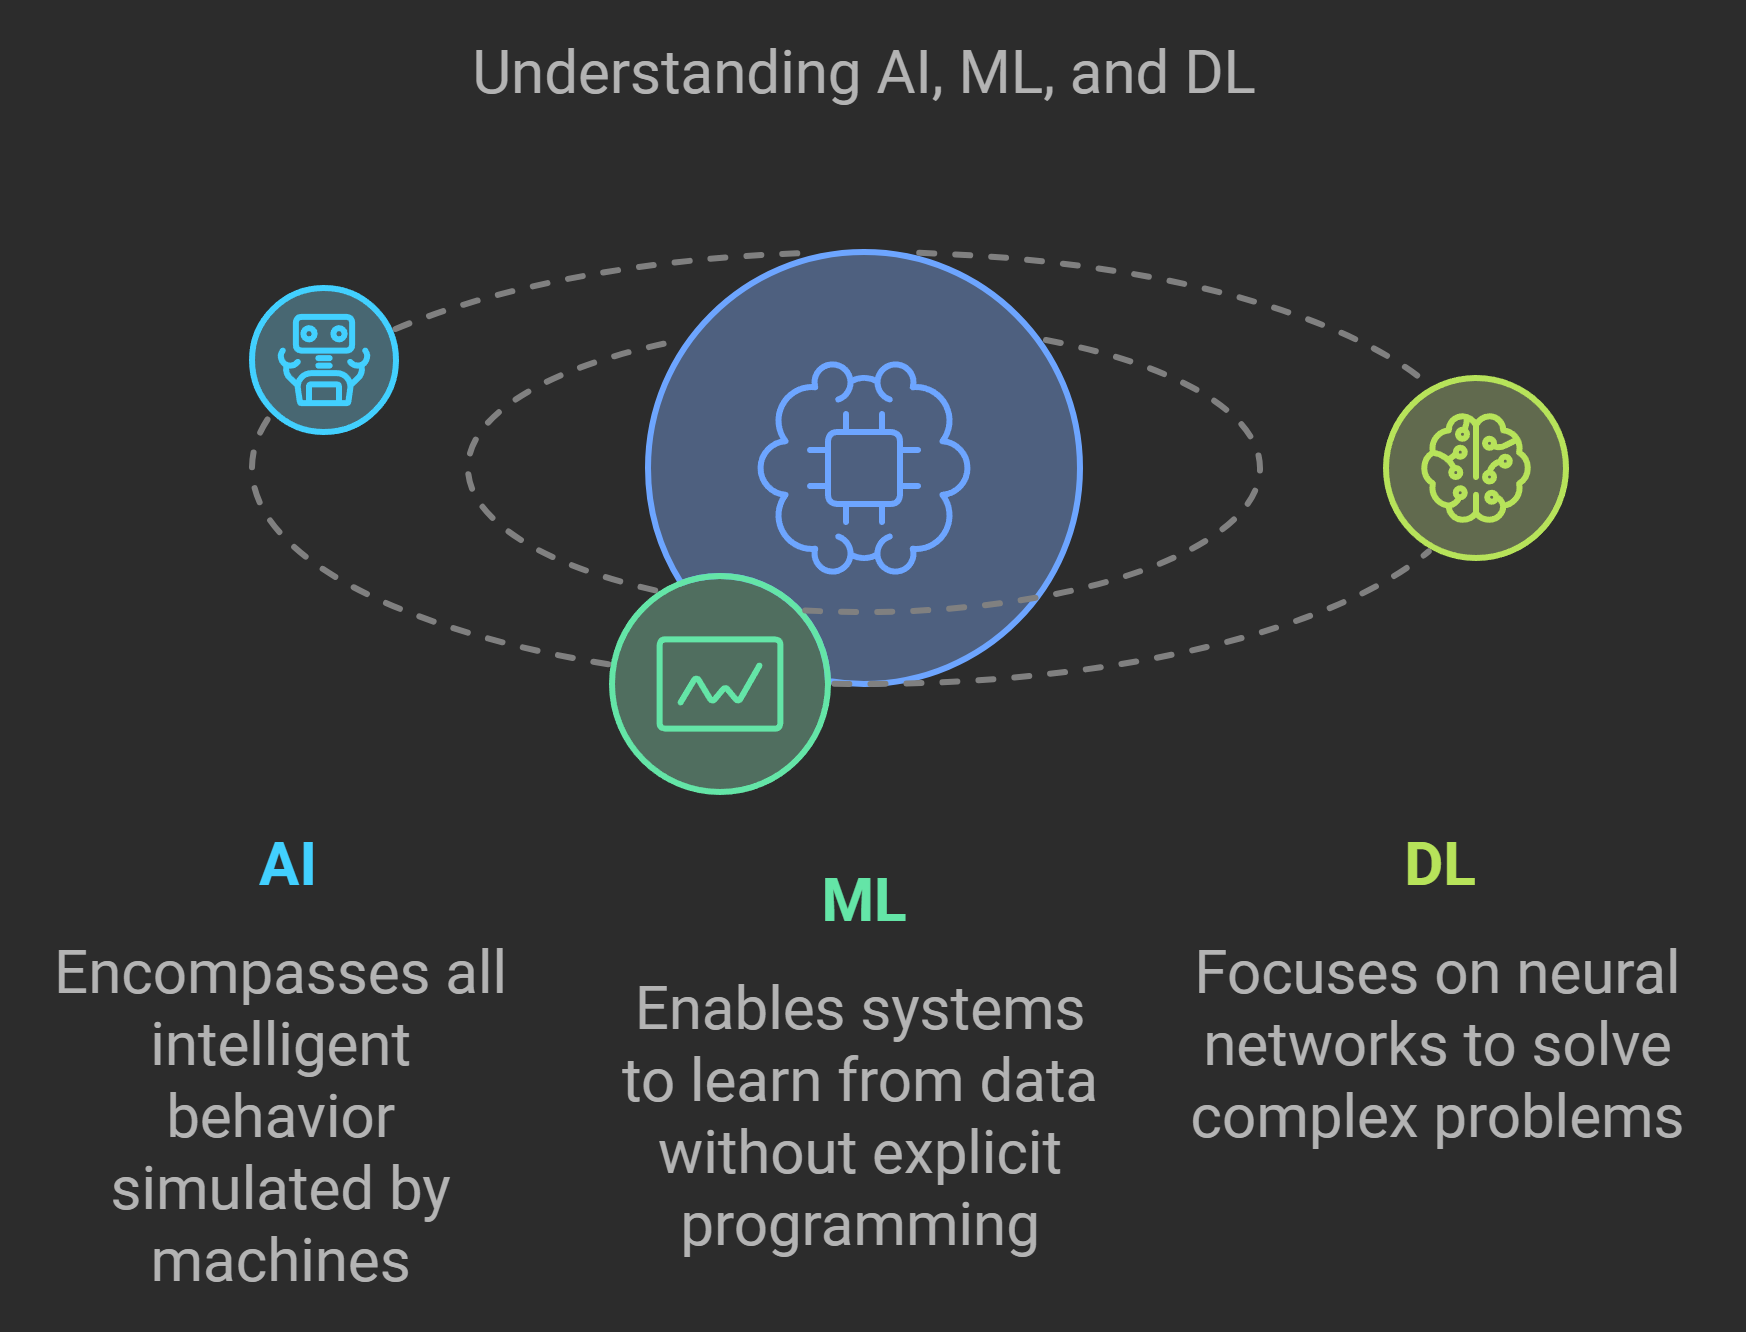 Understanding AI, ML, and DL
AI
Encompasses all
intelligent
behavior
simulated by
machines
ML
Enables systems
to learn from data
without explicit
programming
DL
Focuses on neural
networks to solve
complex problems